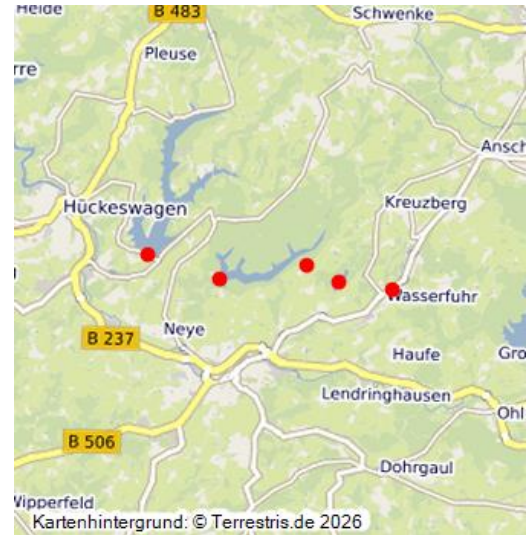 Heide
B 483
Schwenke
Pleuse
rre
Ansch
Hückeswagen
Kreuzberg
g
Wasserfuhr
Neye
B 237
Haufe
Gro
Lendringhausen
Ohl
B 506
Dohrgaul
Wipperfeld
Kartenhintergrund: © Terrestris.de 2026